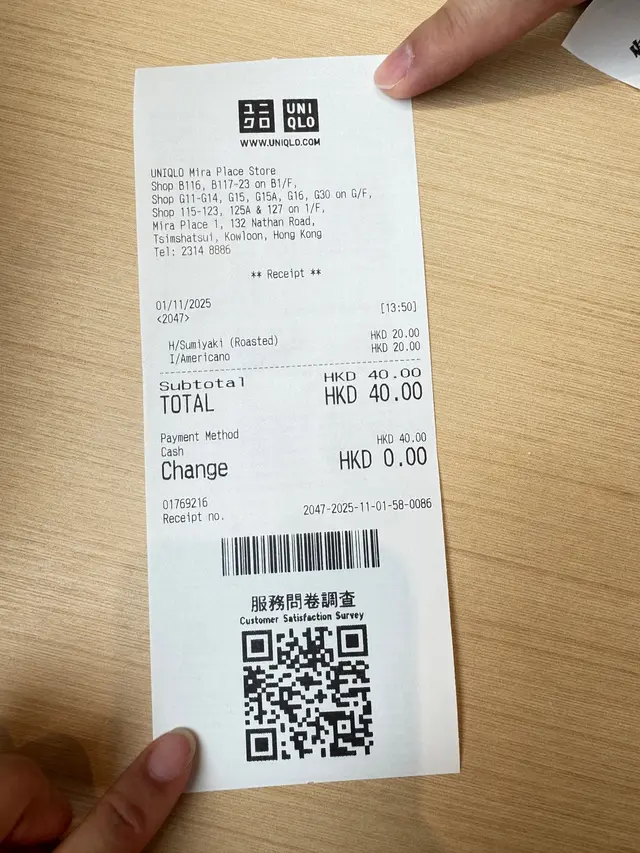 ユニ
クロ
UNI
QLO
WWW.UNIQLO.COM
UNIQLO Mira Place Store
Shop B116, B117-23 on B1/F,
Shop G11-G14, G15, G15A, G16, G30 on G/F,
Shop 115-123, 125A & 127 on 1/F,
Mira Place 1, 132 Nathan Road,
Tsimshatsui, Kowloon, Hong Kong
Tel: 2314 8886
** Receipt **
01/11/2025 [13:50]
<2047>
H/Sumiyaki (Roasted) HKD 20.00
I/Americano HKD 20.00
Subtotal HKD 40.00
TOTAL HKD 40.00
Payment Method HKD 40.00
Cash
Change HKD 0.00
01769216 2047-2025-11-01-58-0086
Receipt no.
服務問卷調查
Customer Satisfaction Survey